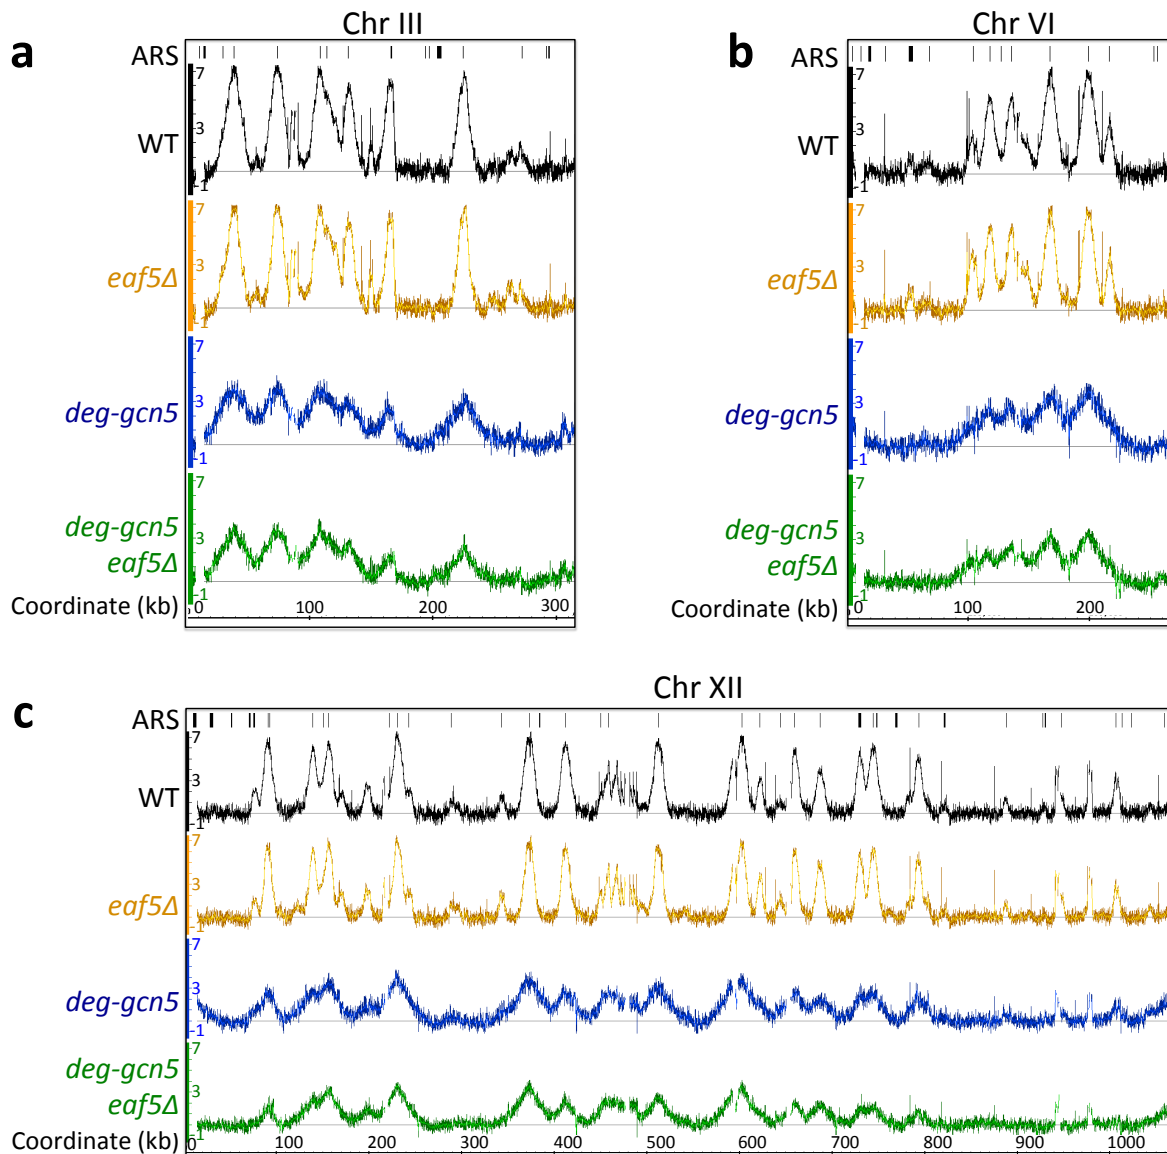 a
Chr III
ARS
7
3
-1
WT
7
3
-1
eaf5Δ
7
3
-1
deg-gcn5
7
3
-1
deg-gcn5
eaf5Δ
Coordinate (kb)
0 100 200 300
b
Chr VI
ARS
7
3
-1
WT
7
3
-1
eaf5Δ
7
3
-1
deg-gcn5
7
3
-1
deg-gcn5
eaf5Δ
Coordinate (kb)
0 100 200
c
Chr XII
ARS
7
3
-1
WT
7
3
-1
eaf5Δ
7
3
-1
deg-gcn5
7
3
-1
deg-gcn5
eaf5Δ
Coordinate (kb)
0 100 200 300 400 500 600 700 800 900 1000